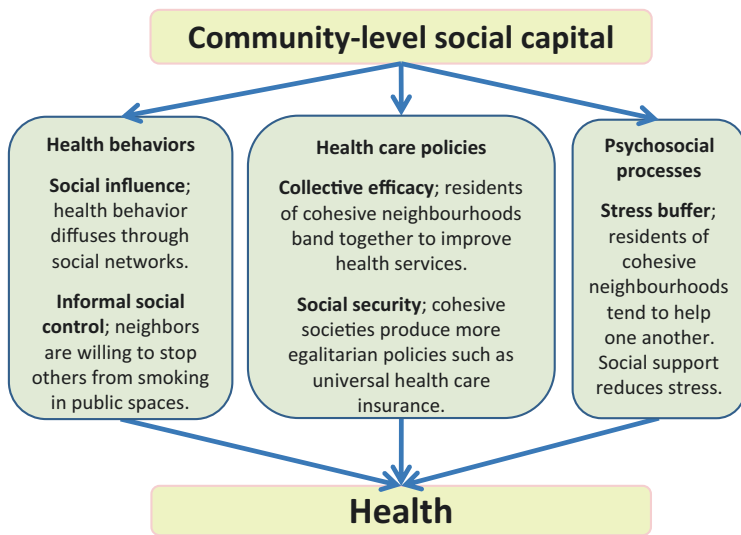 Community-level social capital
Health behaviors
Social influence;
health behavior
diffuses through
social networks.
Informal social
control; neighbors
are willing to stop
others from smoking
in public spaces.
Health care policies
Collective efficacy; residents
of cohesive neighbourhoods
band together to improve
health services.
Social security; cohesive
societies produce more
egalitarian policies such as
universal health care
insurance.
Psychosocial
processes
Stress buffer;
residents of
cohesive
neighbourhoods
tend to help
one another.
Social support
reduces stress.
Health